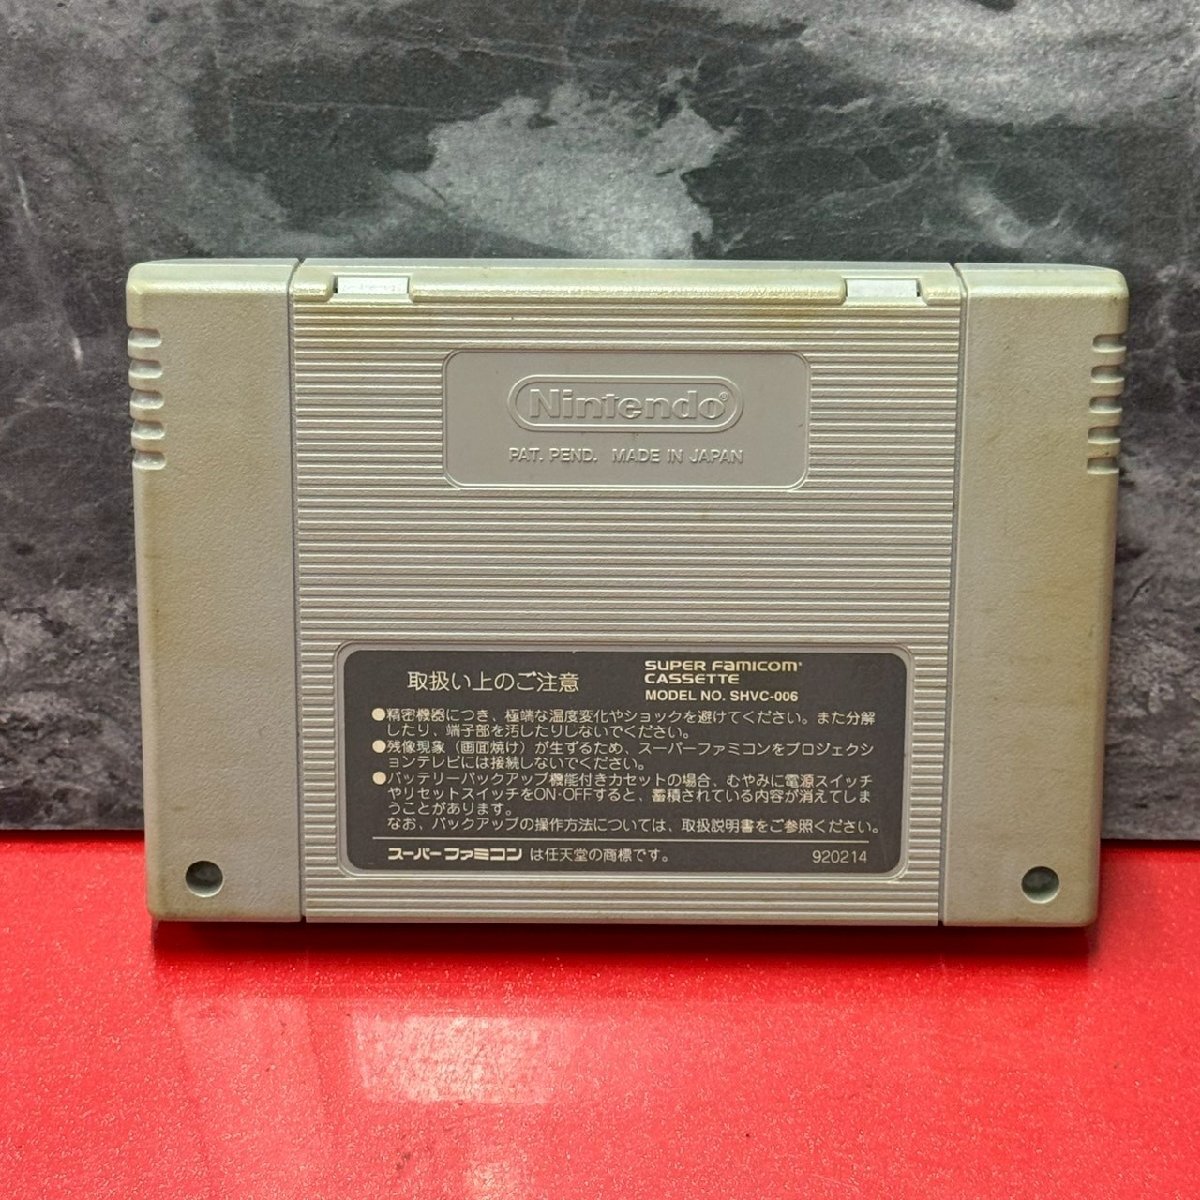 Nintendo®
PAT. PEND. MADE IN JAPAN
取扱い上のご注意
SUPER FAMICOM
CASSETTE
MODEL NO. SHVC-006
●精密機器につき、極端な温度変化やショックを避けてください。また分解
したり、端子部を汚したりしないでください。
●残像現象（画面焼け）が生ずるため、スーパーファミコンをプロジェクシ
ョンテレビには接続しないでください。
●バッテリーバックアップ機能付きカセットの場合、むやみに電源スイッチ
やリセットスイッチをON-OFFすると、蓄積されている内容が消えてしま
うことがあります。
なお、バックアップの操作方法については、取扱説明書をご参照ください。
スーパーファミコン は任天堂の商標です。
920214